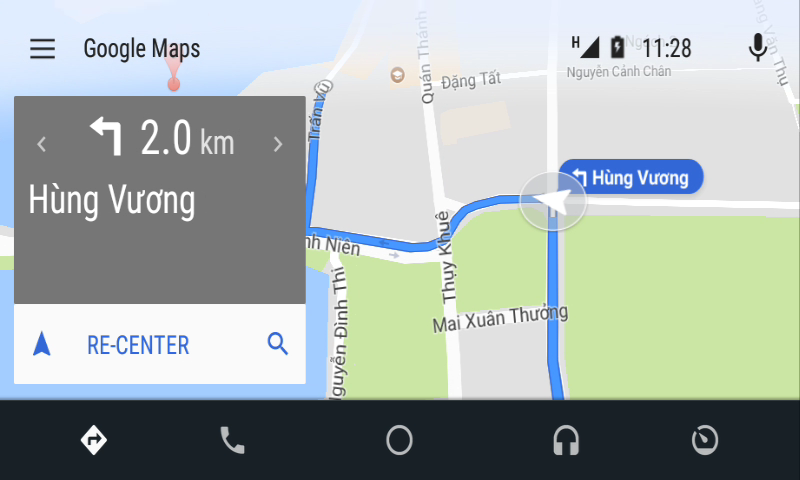 Google Maps
H
11:28
2.0 km
Hùng Vương
RE-CENTER
Quán Thánh
Đặng Tất
Nguyễn Cảnh Chân
Trấn Vũ
Hùng Vương
nh Niên
Thụy Khuê
Mai Xuân Thưởng
Nguyễn Đình Thi